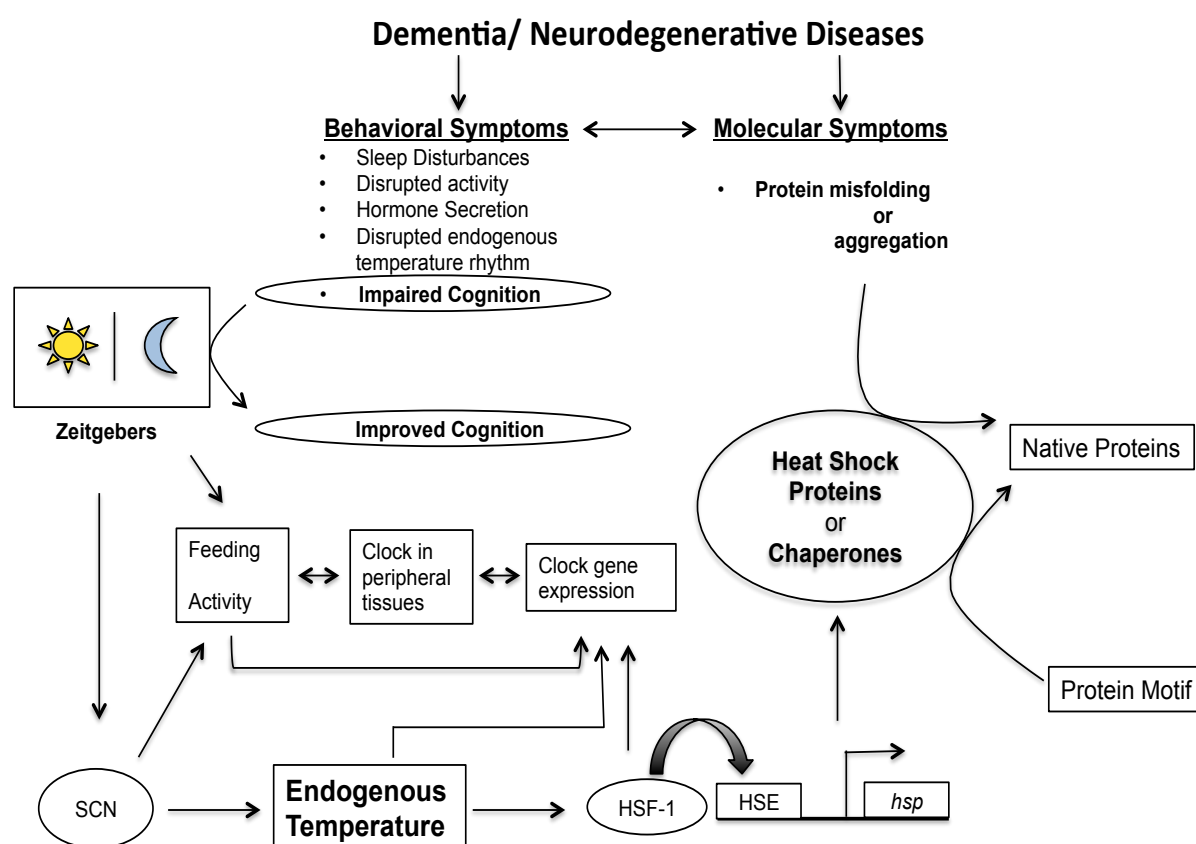 Dementia/ Neurodegenerative Diseases
Behavioral Symptoms
• Sleep Disturbances
• Disrupted activity
• Hormone Secretion
• Disrupted endogenous
temperature rhythm
• Impaired Cognition
Molecular Symptoms
• Protein misfolding
or
aggregation
Zeitgebers
Improved Cognition
Heat Shock
Proteins
or
Chaperones
Native Proteins
Feeding
Activity
Clock in
peripheral
tissues
Clock gene
expression
Protein Motif
SCN
Endogenous
Temperature
HSF-1
HSE
hsp